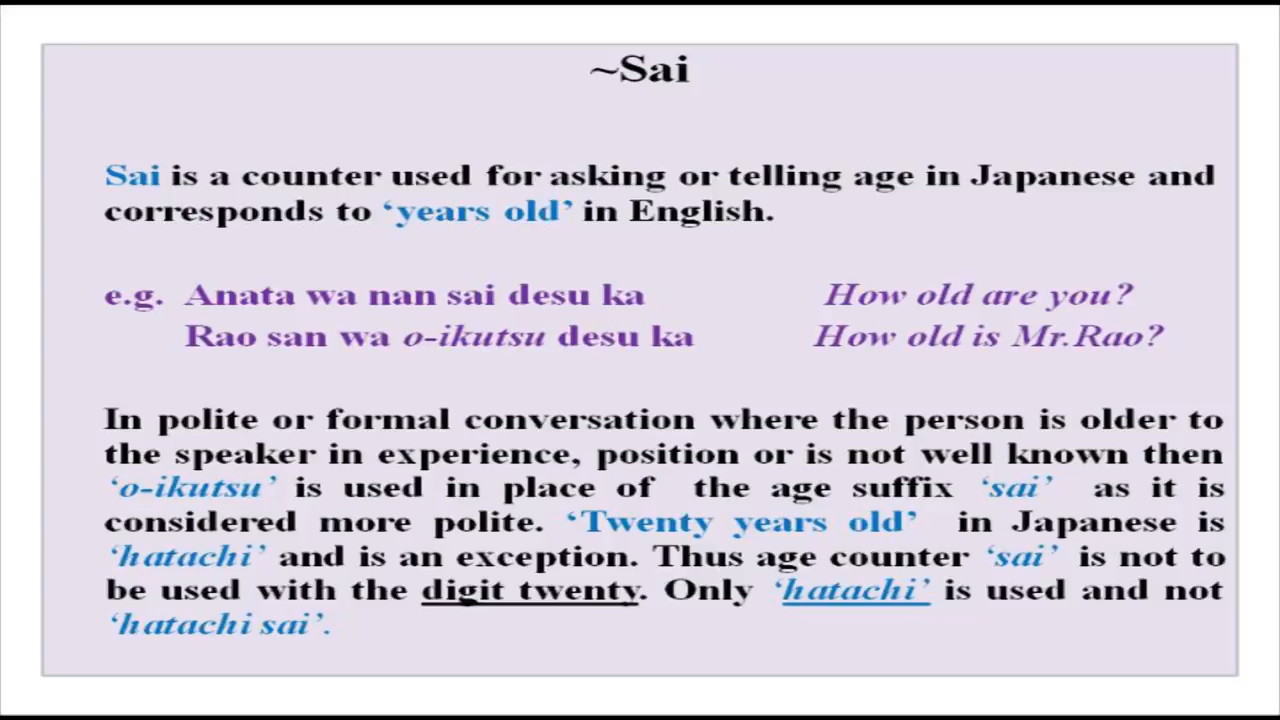 ~Sai
Sai is a counter used for asking or telling age in Japanese and
corresponds to ‘years old’ in English.
e.g. Anata wa nan sai desu ka How old are you?
Rao san wa o-ikutsu desu ka How old is Mr.Rao?
In polite or formal conversation where the person is older to
the speaker in experience, position or is not well known then
‘o-ikutsu’ is used in place of the age suffix ‘sai’ as it is
considered more polite. ‘Twenty years old’ in Japanese is
‘hatachi’ and is an exception. Thus age counter ‘sai’ is not to
be used with the digit twenty. Only ‘hatachi’ is used and not
‘hatachi sai’.